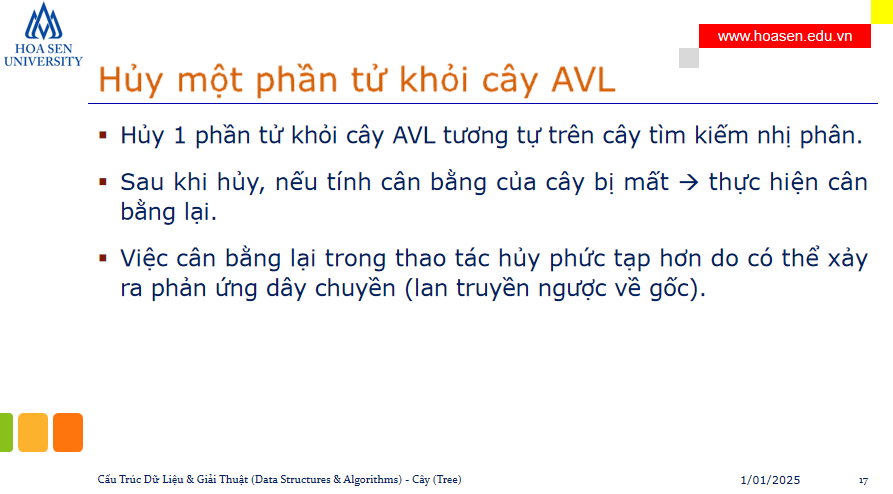 HOA SEN
UNIVERSITY
www.hoasen.edu.vn
Hủy một phần tử khỏi cây AVL
Hủy 1 phần tử khỏi cây AVL tương tự trên cây tìm kiếm nhị phân.
Sau khi hủy, nếu tính cân bằng của cây bị mất → thực hiện cân
bằng lại.
Việc cân bằng lại trong thao tác hủy phức tạp hơn do có thể xảy
ra phản ứng dây chuyền (lan truyền ngược về gốc).
Cấu Trúc Dữ Liệu & Giải Thuật (Data Structures & Algorithms) - Cây (Tree)
1/01/2025
17